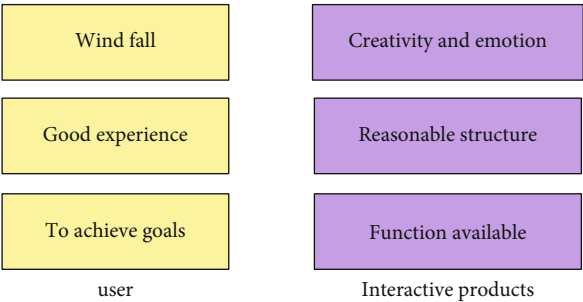 Wind fall
Creativity and emotion
Good experience
Reasonable structure
To achieve goals
Function available
user
Interactive products